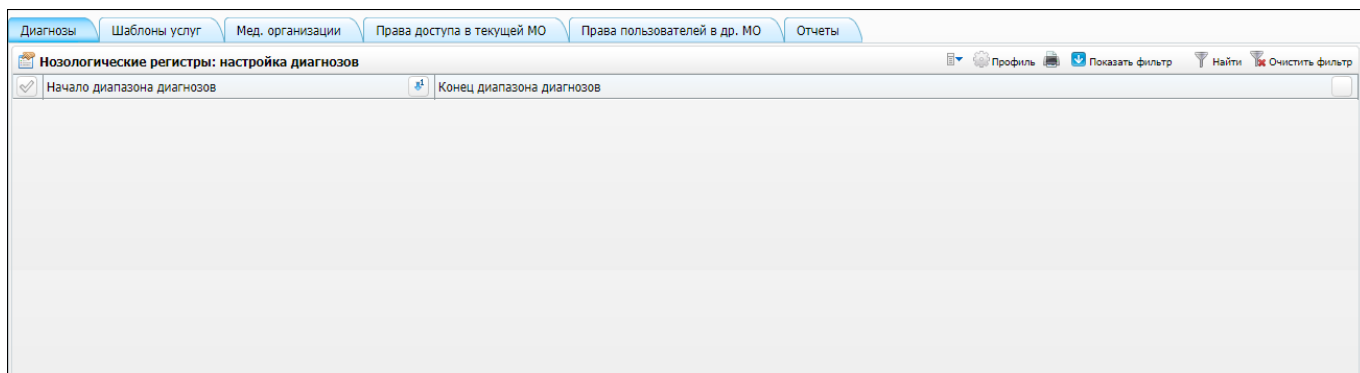 Диагнозы Шаблоны услуг Мед. организации Права доступа в текущей МО Права пользователей в др. МО Отчеты
Нозологические регистры: настройка диагнозов Профиль Показать фильтр Найти Очистить фильтр
Начало диапазона диагнозов 1 Конец диапазона диагнозов